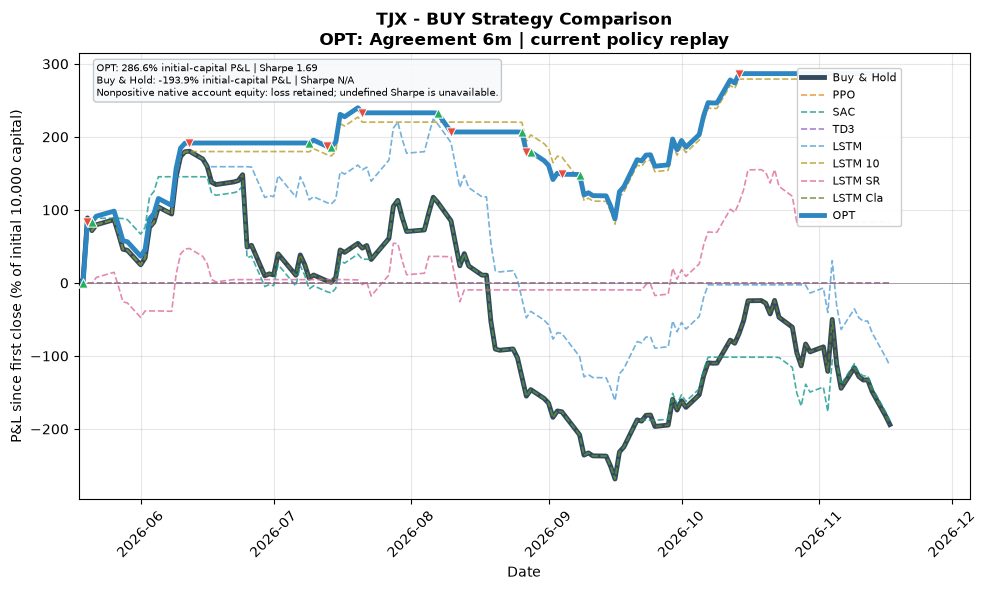 TJX - BUY Strategy Comparison
OPT: Agreement 6m | current policy replay
OPT: 286.6% initial-capital P&L | Sharpe 1.69
Buy & Hold: -193.9% initial-capital P&L | Sharpe N/A
Nonpositive native account equity: loss retained; undefined Sharpe is unavailable.
Buy & Hold
PPO
SAC
TD3
LSTM
LSTM 10
LSTM SR
LSTM Cla
OPT
P&L since first close (% of initial 10,000 capital)
300
200
100
0
−100
−200
2026-06
2026-07
2026-08
2026-09
2026-10
2026-11
2026-12
Date